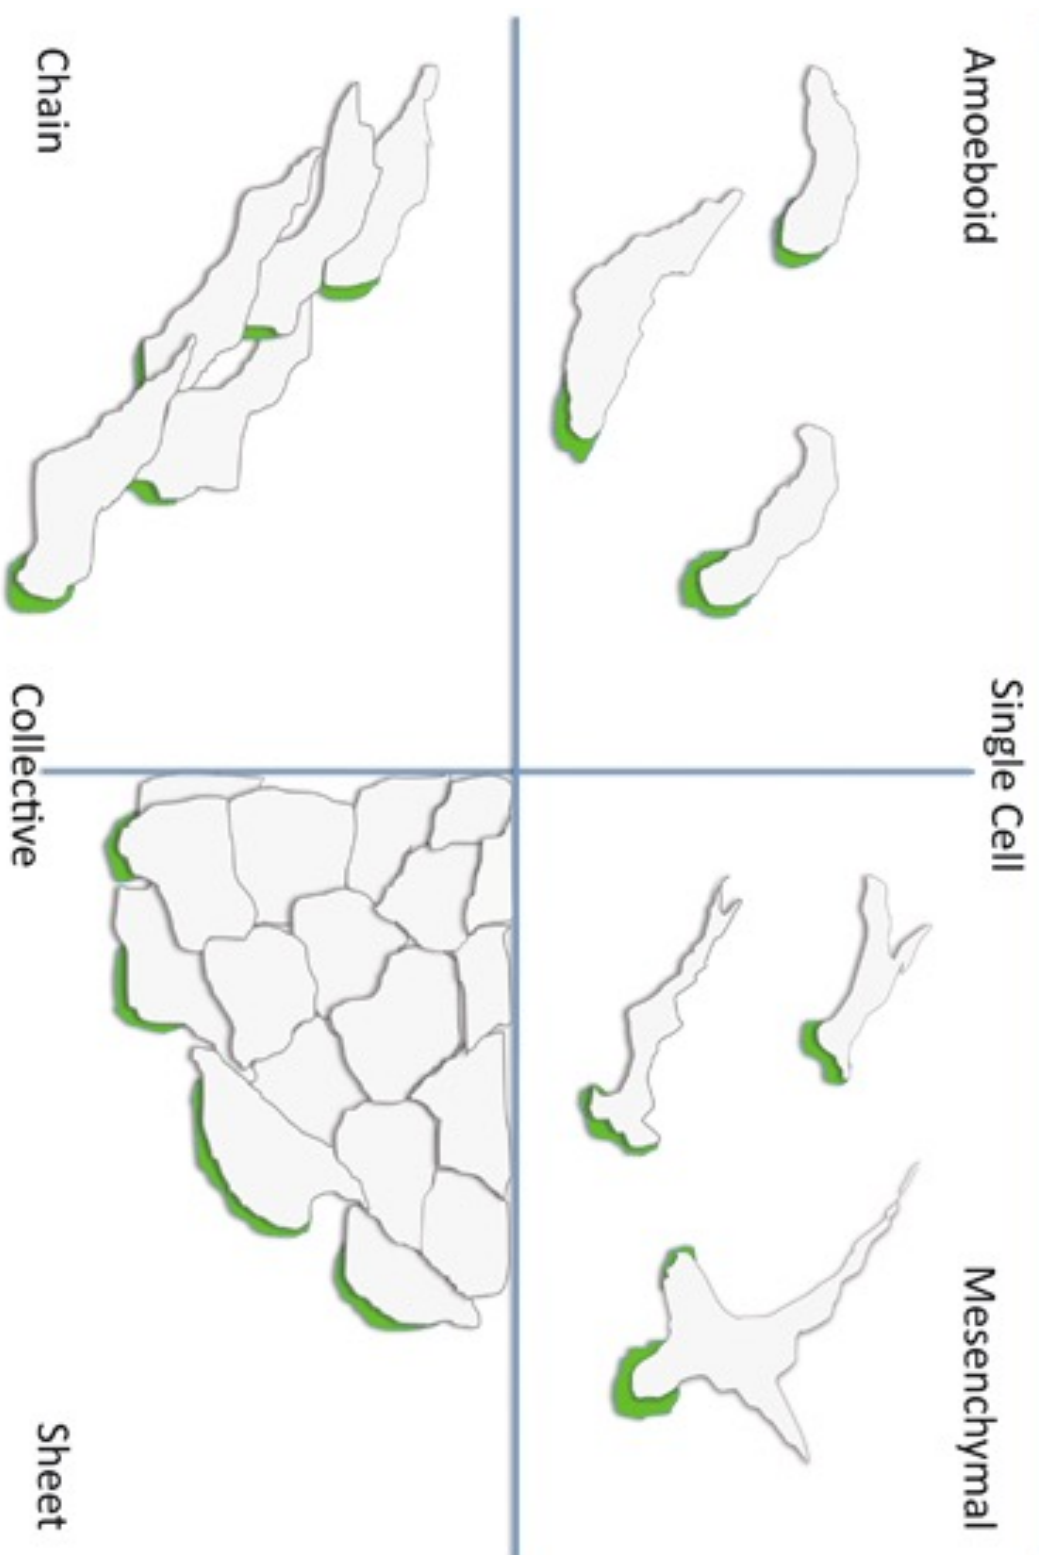 Single Cell
Amoeboid
Mesenchymal
Chain
Sheet
Collective